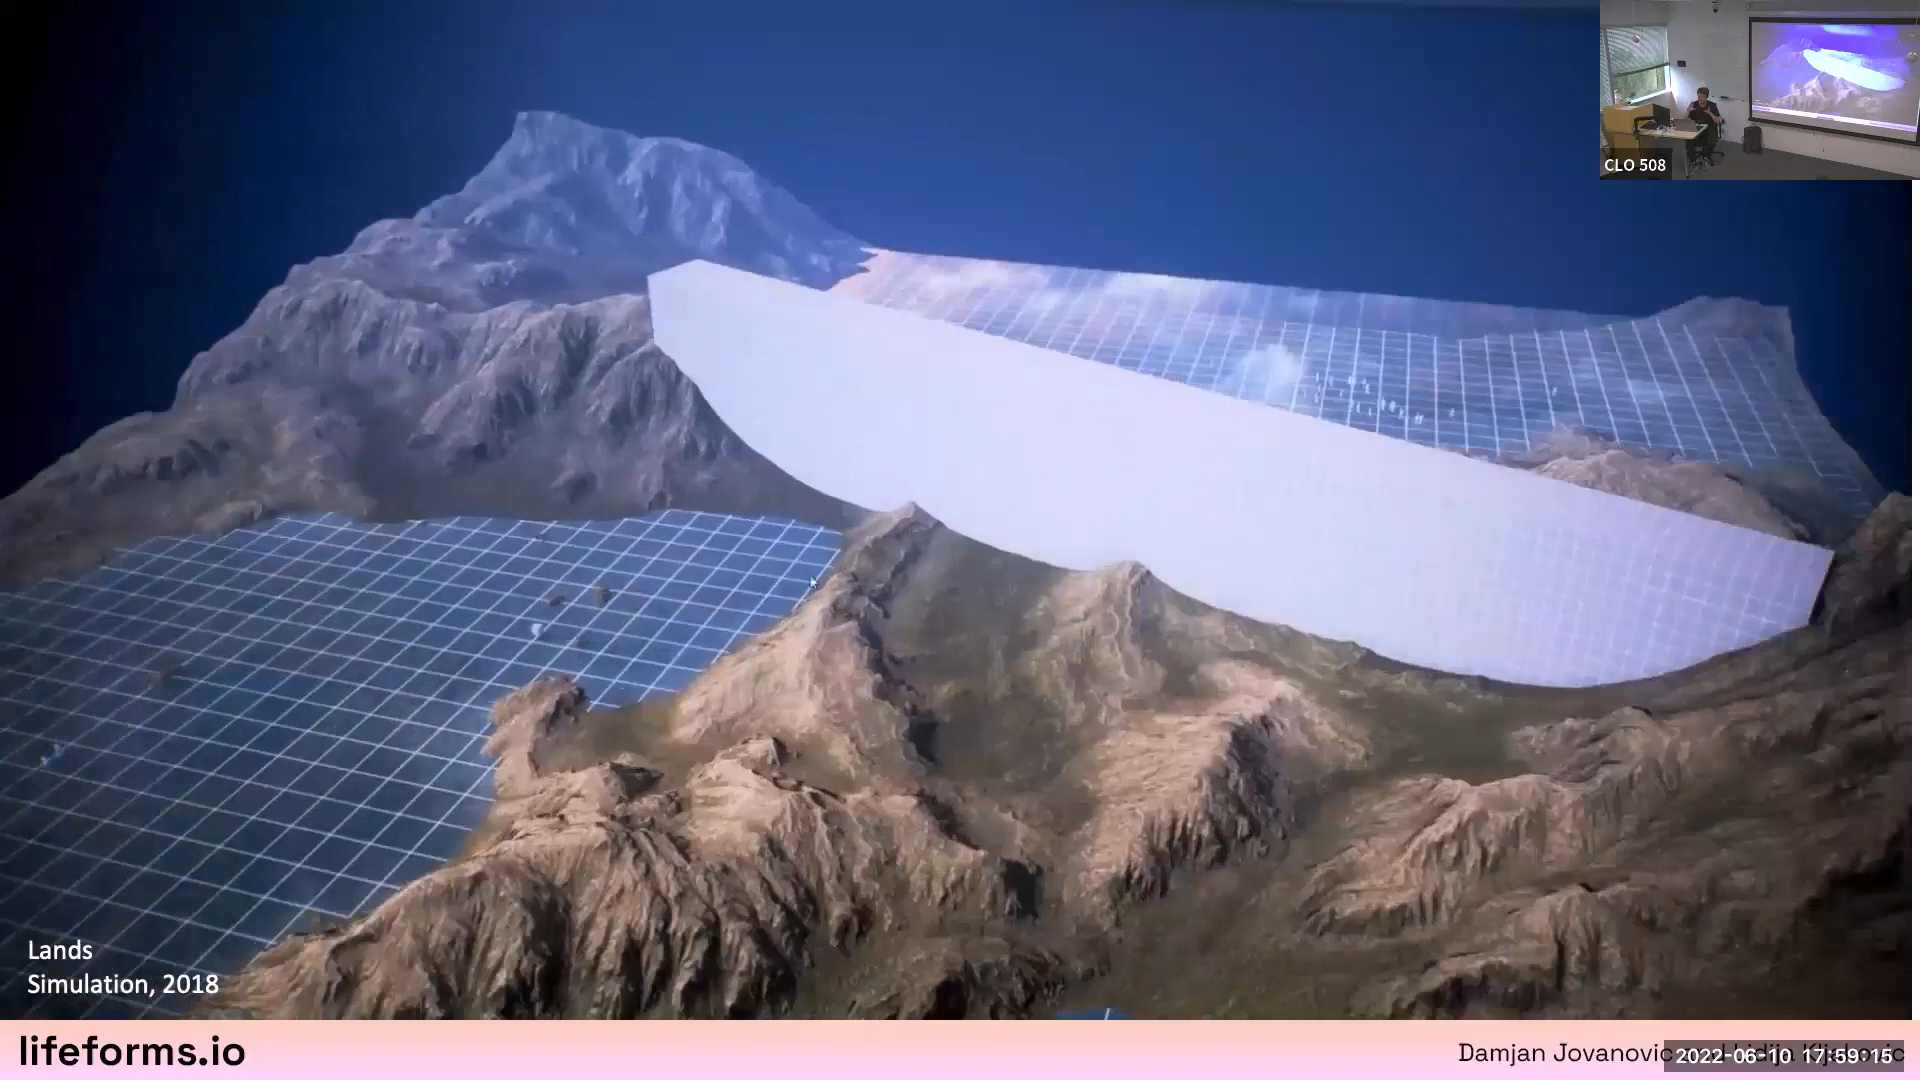 CLO 508
Lands
Simulation, 2018
lifeforms.io
Damjan Jovanovic
2022-06-10 17:59:15